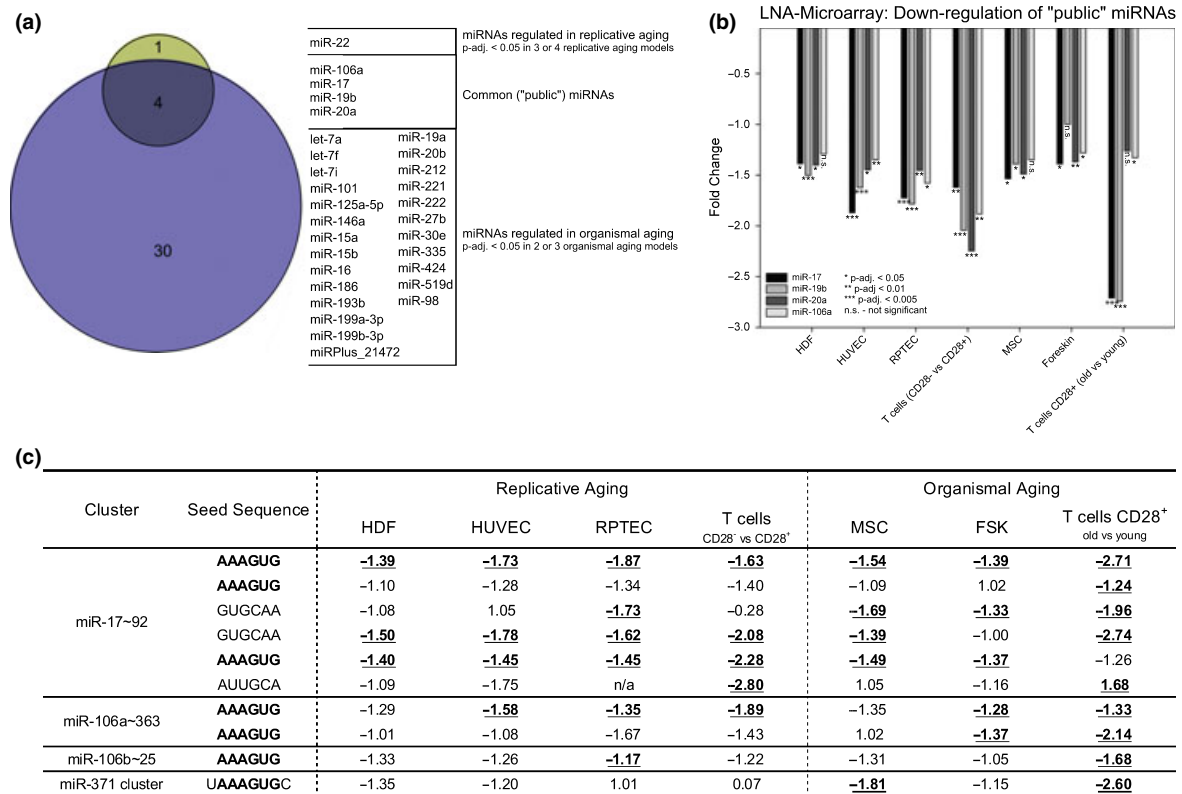 (a)
1
4
30
miR-22
miRNAs regulated in replicative aging
p-adj. < 0.05 in 3 or 4 replicative aging models
miR-106a
miR-17
miR-19b
miR-20a
Common ("public") miRNAs
let-7a
let-7f
let-7i
miR-101
miR-125a-5p
miR-146a
miR-15a
miR-15b
miR-16
miR-186
miR-193b
miR-199a-3p
miR-199b-3p
miRPlus_21472
miR-19a
miR-20b
miR-212
miR-221
miR-222
miR-27b
miR-30e
miR-335
miR-424
miR-519d
miR-98
miRNAs regulated in organismal aging
p-adj. < 0.05 in 2 or 3 organismal aging models
(b)
LNA-Microarray: Down-regulation of "public" miRNAs
Fold Change
−0.5
−1.0
−1.5
−2.0
−2.5
−3.0
* *** * n.s.
*** *** * **
*** *** ** *
** *** *** **
* * * n.s.
* n.s. ** *
*** *** n.s. *
miR-17
miR-19b
miR-20a
miR-106a
* p-adj. < 0.05
** p-adj < 0.01
*** p-adj. < 0.005
n.s. - not significant
HDF
HUVEC
RPTEC
T cells (CD28- vs CD28+)
MSC
Foreskin
T cells CD28+ (old vs young)
(c)
Cluster Seed Sequence Replicative Aging Organismal Aging
HDF HUVEC RPTEC T cells CD28⁻ vs CD28⁺ MSC FSK T cells CD28⁺ old vs young
miR-17~92
AAAGUG −1.39 −1.73 −1.87 −1.63 −1.54 −1.39 −2.71
AAAGUG −1.10 −1.28 −1.34 −1.40 −1.09 1.02 −1.24
GUGCAA −1.08 1.05 −1.73 −0.28 −1.69 −1.33 −1.96
GUGCAA −1.50 −1.78 −1.62 −2.08 −1.39 −1.00 −2.74
AAAGUG −1.40 −1.45 −1.45 −2.28 −1.49 −1.37 −1.26
AUUGCA −1.09 −1.75 n/a −2.80 1.05 −1.16 1.68
miR-106a~363
AAAGUG −1.29 −1.58 −1.35 −1.89 −1.35 −1.28 −1.33
AAAGUG −1.01 −1.08 −1.67 −1.43 1.02 −1.37 −2.14
miR-106b~25 AAAGUG −1.33 −1.26 −1.17 −1.22 −1.31 −1.05 −1.68
miR-371 cluster UAAAGUGC −1.35 −1.20 1.01 0.07 −1.81 −1.15 −2.60